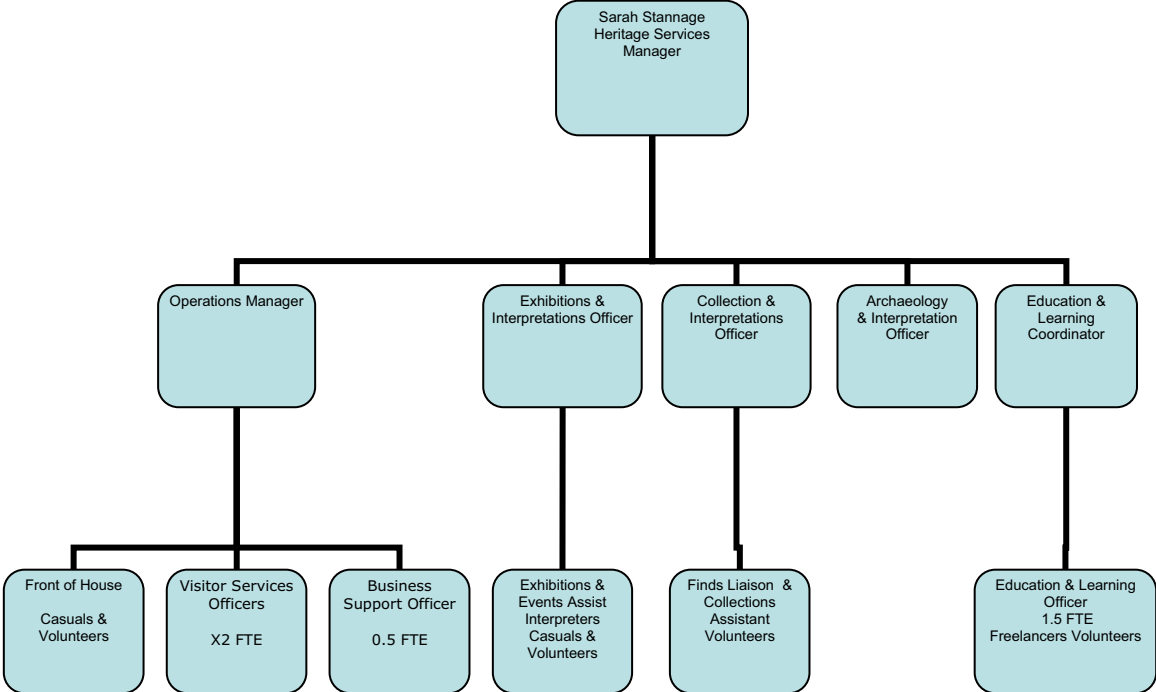 Sarah Stannage
Heritage Services
Manager
Operations Manager
Exhibitions &
Interpretations Officer
Collection &
Interpretations
Officer
Archaeology
& Interpretation
Officer
Education &
Learning
Coordinator
Front of House
Casuals &
Volunteers
Visitor Services
Officers
X2 FTE
Business
Support Officer
0.5 FTE
Exhibitions &
Events Assist
Interpreters
Casuals &
Volunteers
Finds Liaison &
Collections
Assistant
Volunteers
Education & Learning
Officer
1.5 FTE
Freelancers Volunteers